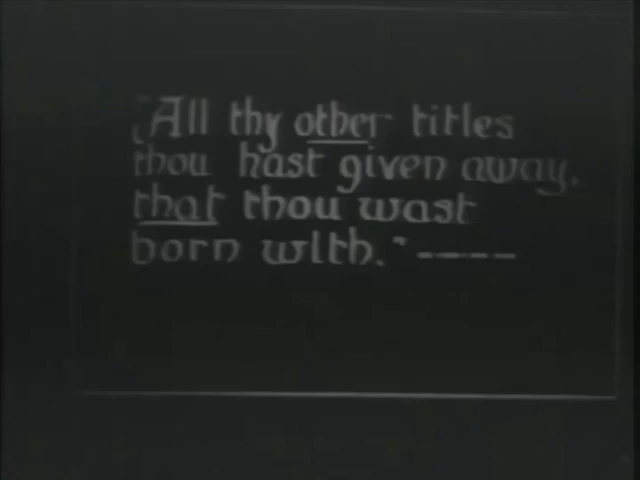 "All thy other titles
thou hast given away.
that thou wast
born with." -----